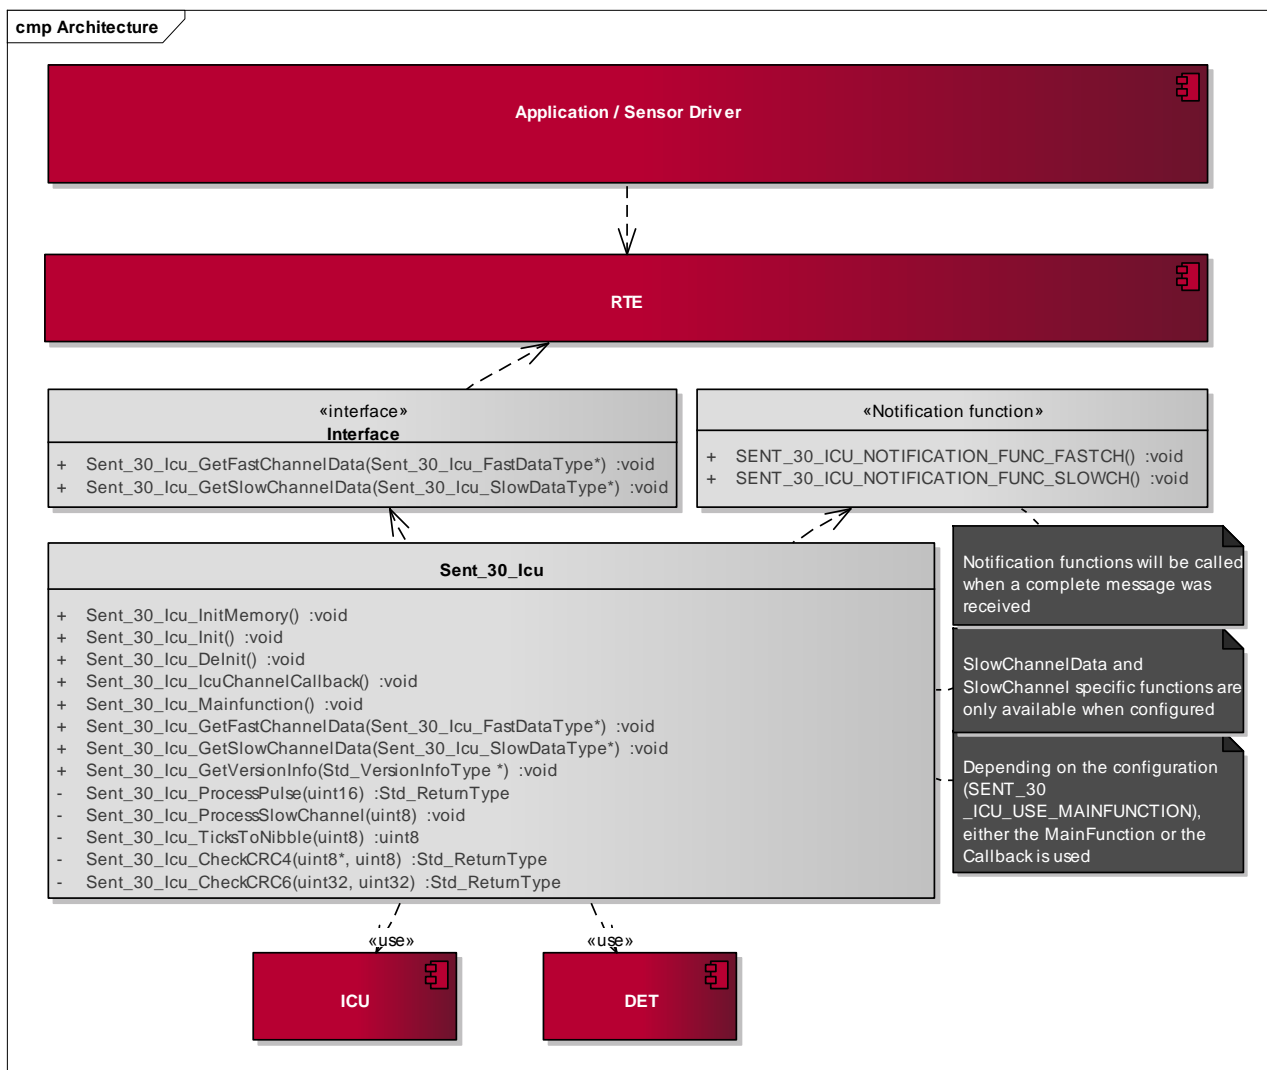 cmp Architecture
Application / Sensor Driver
RTE
«interface»
Interface
+ Sent_30_Icu_GetFastChannelData(Sent_30_Icu_FastDataType*) :void
+ Sent_30_Icu_GetSlowChannelData(Sent_30_Icu_SlowDataType*) :void
«Notification function»
+ SENT_30_ICU_NOTIFICATION_FUNC_FASTCH() :void
+ SENT_30_ICU_NOTIFICATION_FUNC_SLOWCH() :void
Sent_30_Icu
+ Sent_30_Icu_InitMemory() :void
+ Sent_30_Icu_Init() :void
+ Sent_30_Icu_DeInit() :void
+ Sent_30_Icu_IcuChannelCallback() :void
+ Sent_30_Icu_Mainfunction() :void
+ Sent_30_Icu_GetFastChannelData(Sent_30_Icu_FastDataType*) :void
+ Sent_30_Icu_GetSlowChannelData(Sent_30_Icu_SlowDataType*) :void
+ Sent_30_Icu_GetVersionInfo(Std_VersionInfoType *) :void
- Sent_30_Icu_ProcessPulse(uint16) :Std_ReturnType
- Sent_30_Icu_ProcessSlowChannel(uint8) :void
- Sent_30_Icu_TicksToNibble(uint8) :uint8
- Sent_30_Icu_CheckCRC4(uint8*, uint8) :Std_ReturnType
- Sent_30_Icu_CheckCRC6(uint32, uint32) :Std_ReturnType
Notification functions will be called
when a complete message was
received
SlowChannelData and
SlowChannel specific functions are
only available when configured
Depending on the configuration
(SENT_30
_ICU_USE_MAINFUNCTION),
either the MainFunction or the
Callback is used
«use»
«use»
ICU
DET